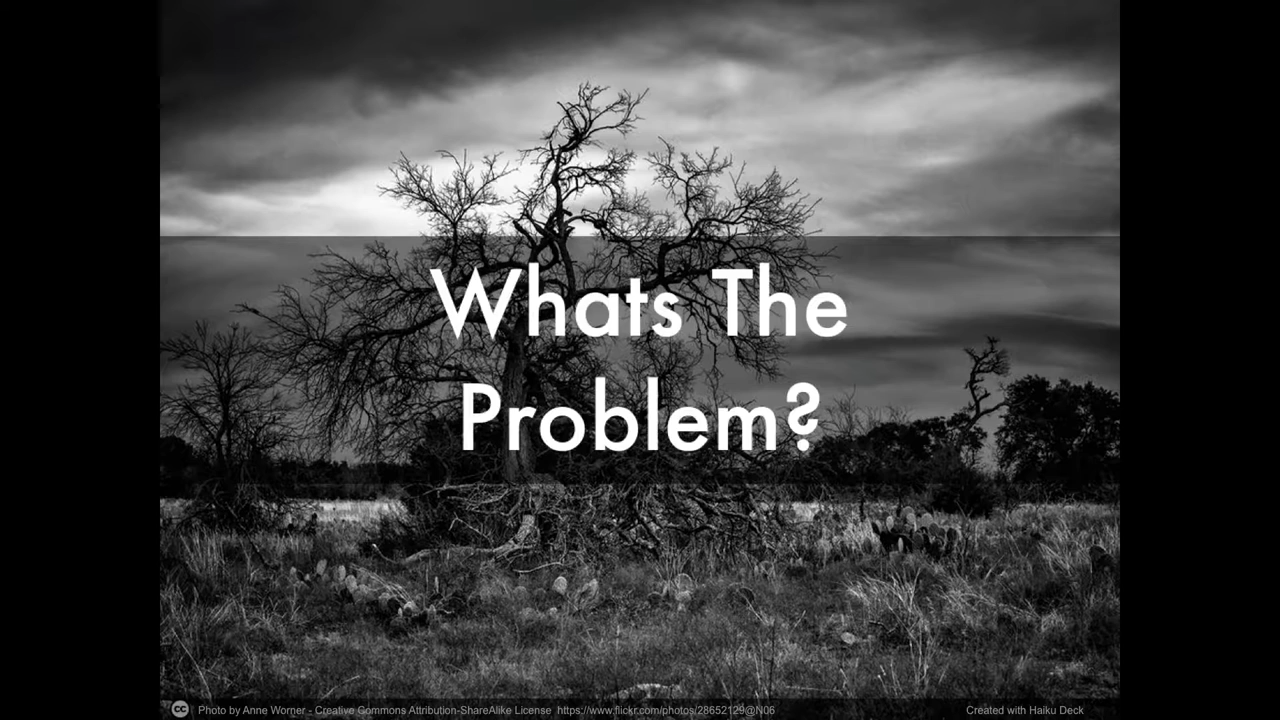 Whats The
Problem?
cc Photo by Anne Worner - Creative Commons Attribution-ShareAlike License https://www.flickr.com/photos/28652129@N06 Created with Haiku Deck